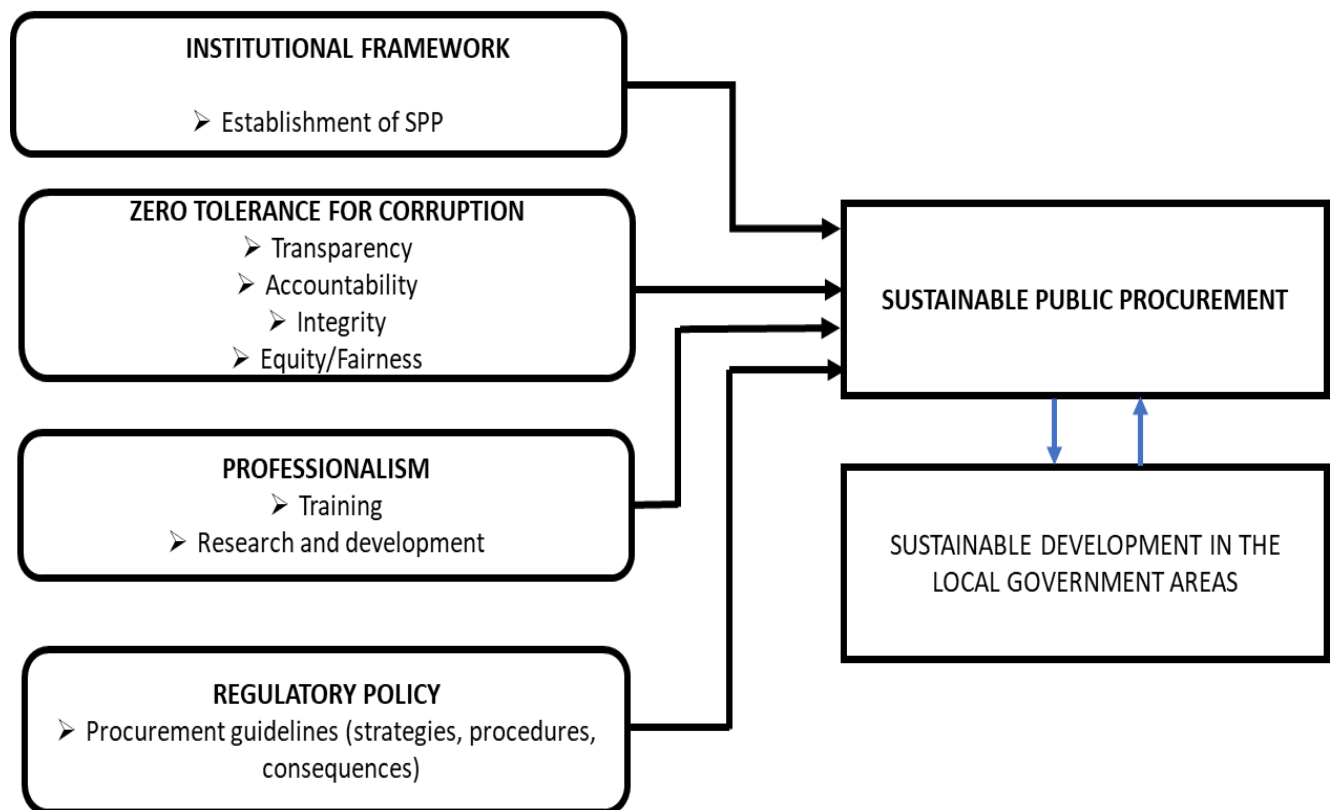 INSTITUTIONAL FRAMEWORK
➢ Establishment of SPP
ZERO TOLERANCE FOR CORRUPTION
➢ Transparency
➢ Accountability
➢ Integrity
➢ Equity/Fairness
PROFESSIONALISM
➢ Training
➢ Research and development
REGULATORY POLICY
➢ Procurement guidelines (strategies, procedures,
consequences)
SUSTAINABLE PUBLIC PROCUREMENT
SUSTAINABLE DEVELOPMENT IN THE
LOCAL GOVERNMENT AREAS